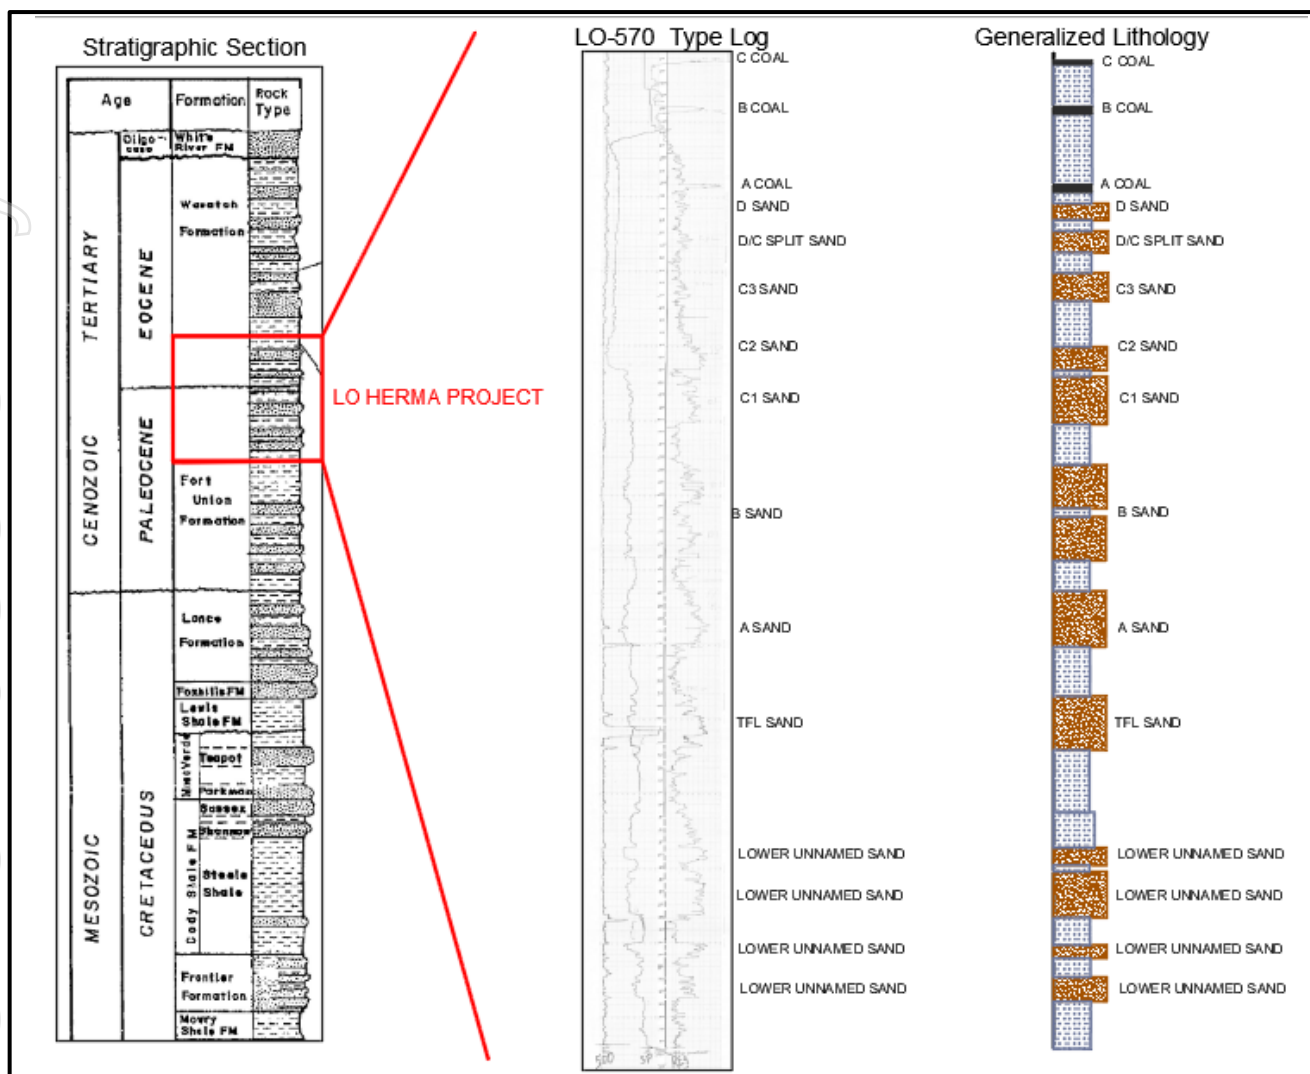 Stratigraphic Section
Age
Formation
Rock
Type
Oligo-
cene
White
River FM
Wasatch
Formation
TERTIARY
EOCENE
CENOZOIC
PALEOCENE
Fort
Union
Formation
Lance
Formation
Foxhills FM
Lewis
Shale FM
Mesa Verde
Teapot
Parkman
Sussex
Shannon
Cody Shale FM
Steele
Shale
MESOZOIC
CRETACEOUS
Frontier
Formation
Mowry
Shale FM
LO HERMA PROJECT
LO-570 Type Log
C COAL
B COAL
A COAL
D SAND
D/C SPLIT SAND
C3 SAND
C2 SAND
C1 SAND
B SAND
A SAND
TFL SAND
LOWER UNNAMED SAND
LOWER UNNAMED SAND
LOWER UNNAMED SAND
LOWER UNNAMED SAND
SP
Generalized Lithology
C COAL
B COAL
A COAL
D SAND
D/C SPLIT SAND
C3 SAND
C2 SAND
C1 SAND
B SAND
A SAND
TFL SAND
LOWER UNNAMED SAND
LOWER UNNAMED SAND
LOWER UNNAMED SAND
LOWER UNNAMED SAND